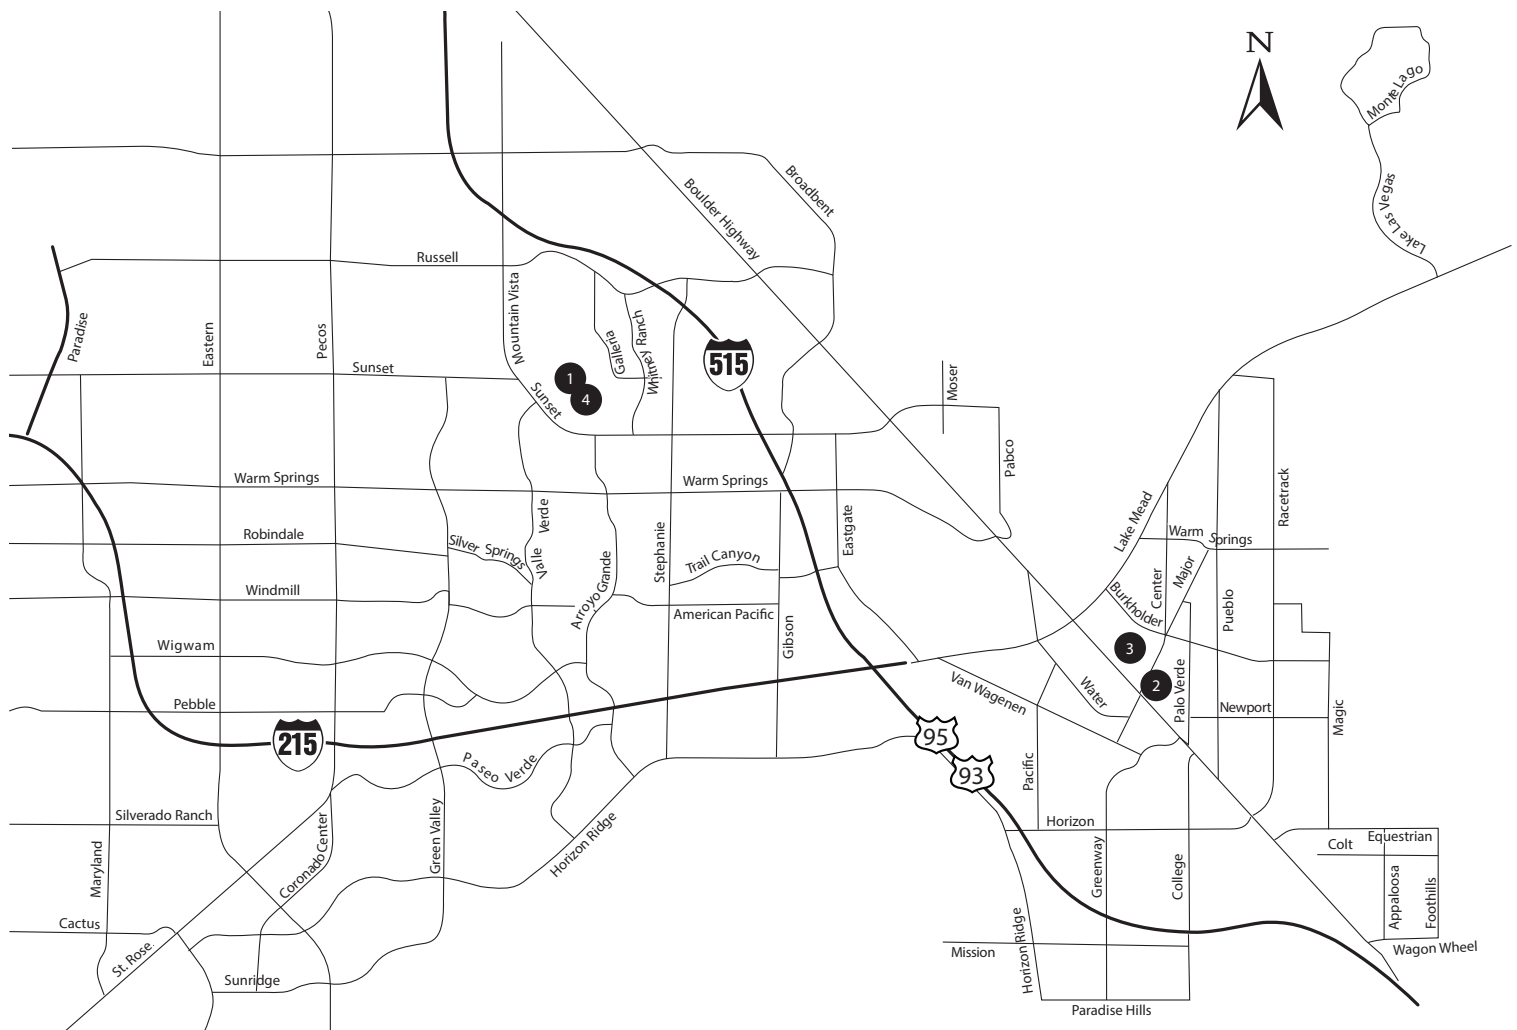 N
Monte Lago
Lake Las Vegas
Broadbent
Boulder Highway
Russell
Mountain Vista
Paradise
Eastern
Pecos
Galleria
Whitney Ranch
515
Sunset
1
4
Sunset
Moser
Pabco
Warm Springs
Warm Springs
Racetrack
Lake Mead
Verde
Valle
Eastgate
Stephanie
Robindale
Silver Springs
Trail Canyon
Warm Springs
Major
Center
Burkholder
Pueblo
Windmill
Arroyo Grande
American Pacific
Gibson
Wigwam
3
2
Palo Verde
Van Wagenen
Water
Pebble
Newport
Magic
215
95
93
Paseo Verde
Pacific
Silverado Ranch
Horizon
Equestrian
Colt
Maryland
Coronado Center
Green Valley
Horizon Ridge
Greenway
College
Appaloosa
Foothills
Cactus
St. Rose.
Sunridge
Mission
Horizon Ridge
Wagon Wheel
Paradise Hills